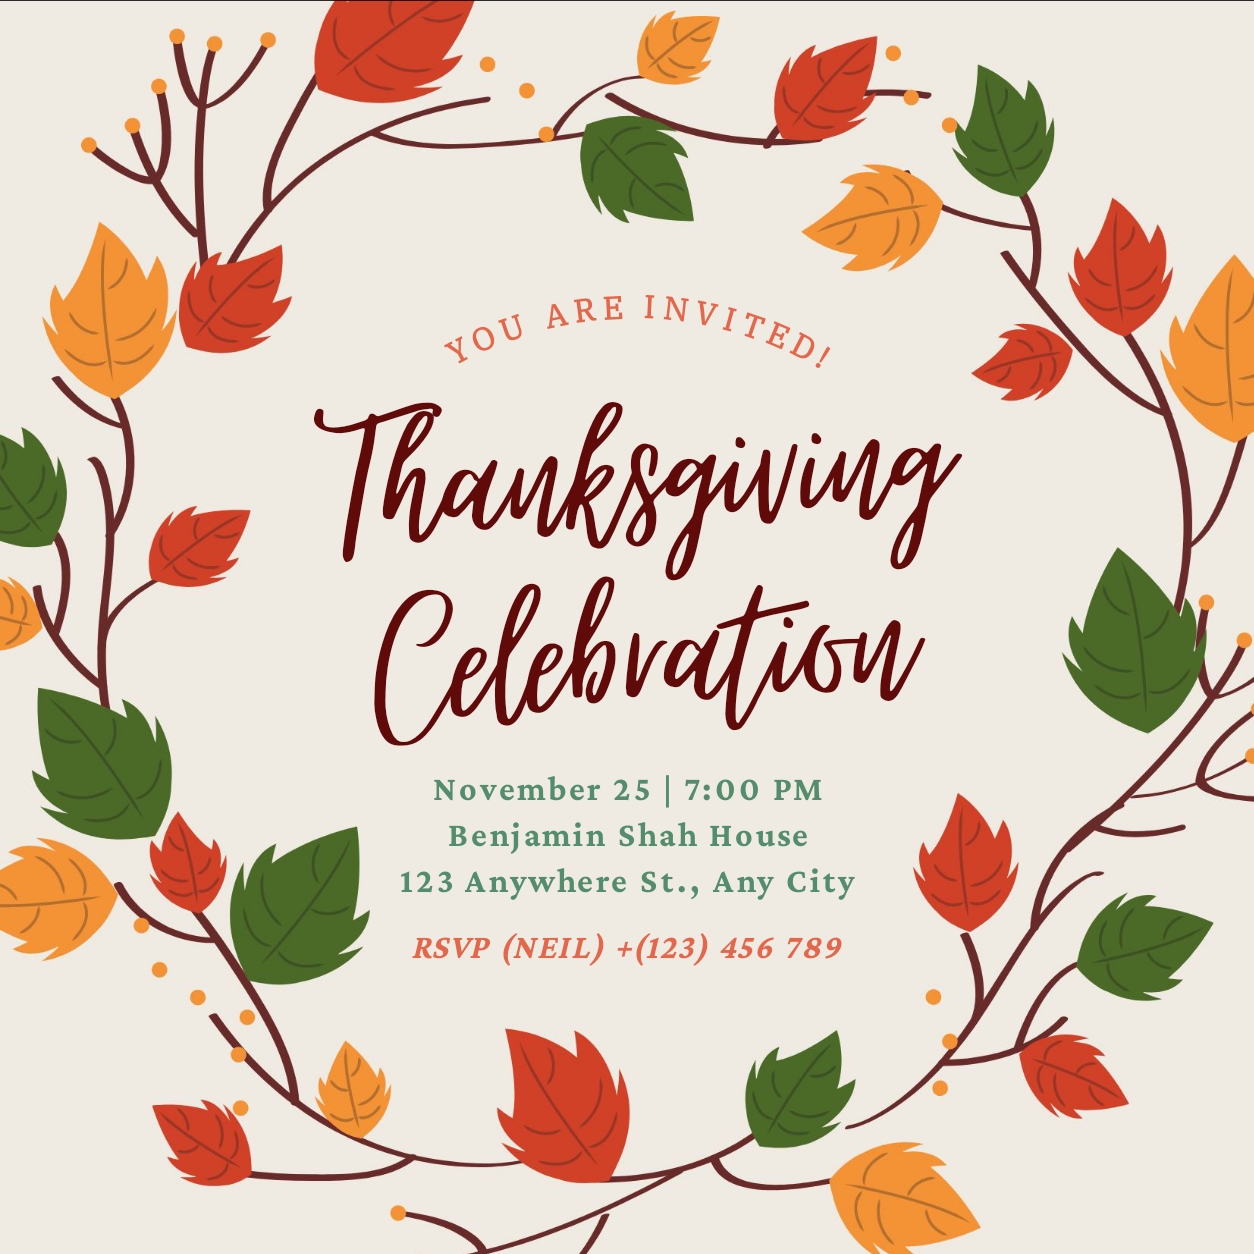 YOU ARE INVITED!
Thanksgiving
Celebration
November 25 | 7:00 PM
Benjamin Shah House
123 Anywhere St., Any City
RSVP (NEIL) +(123) 456 789